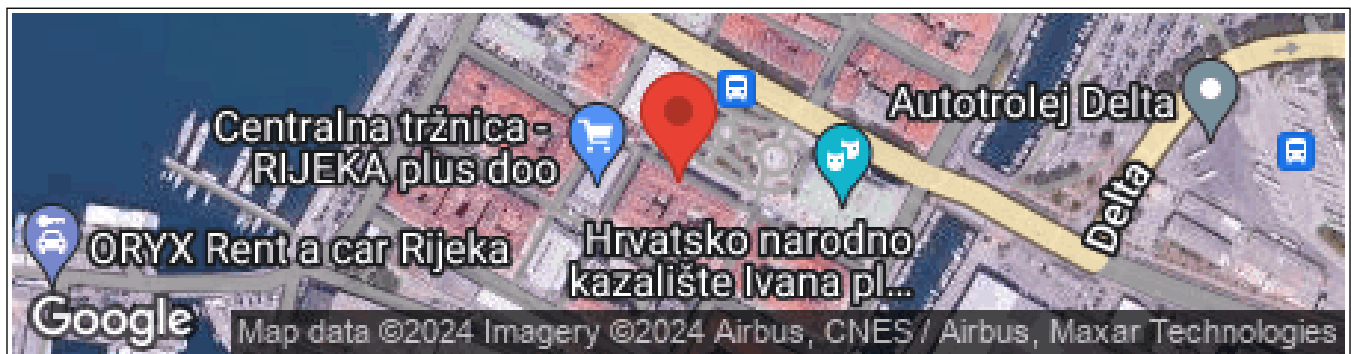 Autotrolej Delta
Centralna tržnica -
RIJEKA plus doo
Delta
ORYX Rent a car Rijeka
Hrvatsko narodno
kazalište Ivana pl...
Google
Map data ©2024 Imagery ©2024 Airbus, CNES / Airbus, Maxar Technologies